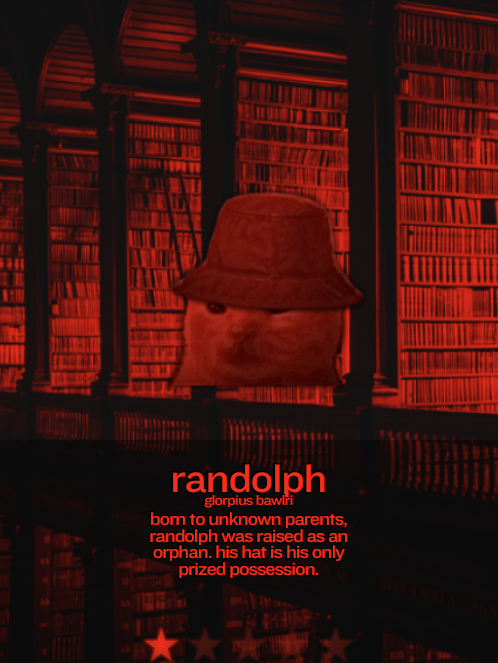 randolph
glorpius bawlri
born to unknown parents,
randolph was raised as an
orphan. his hat is his only
prized possession.